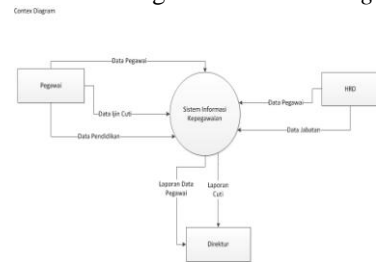 Contex Diagram
Data Pegawai
Pegawai
Sistem Informasi
Kepegawaian
HRD
Data Pegawai
Data Ijin Cuti
Data Jabatan
Data Pendidikan
Laporan Data
Pegawai
Laporan
Cuti
Direktur